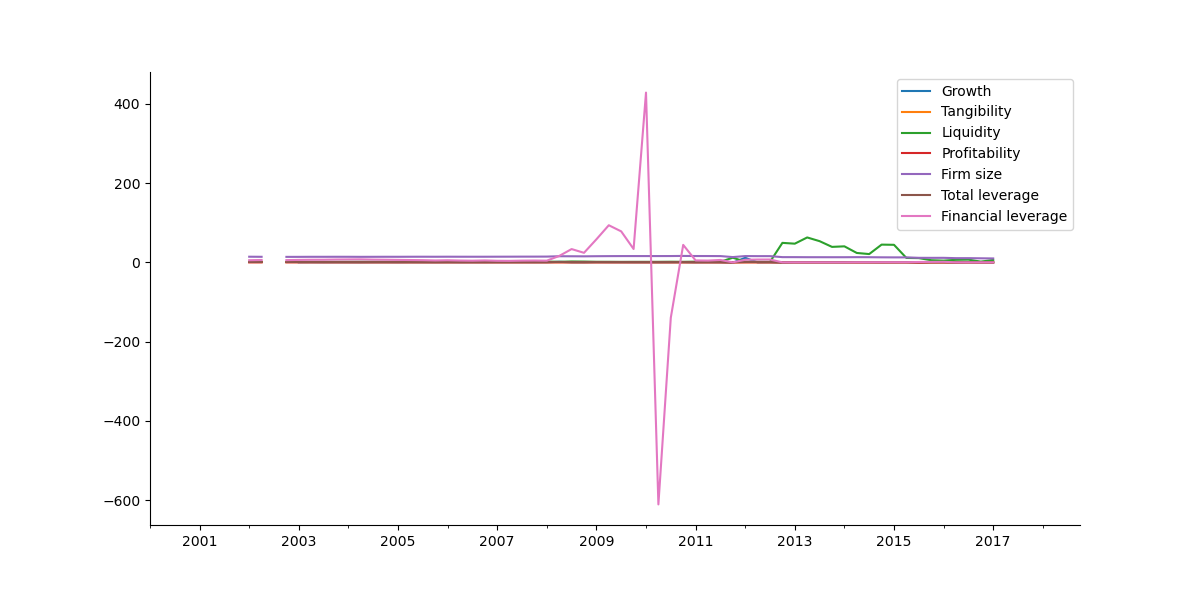 400
200
0
−200
−400
−600
2001 2003 2005 2007 2009 2011 2013 2015 2017
Growth
Tangibility
Liquidity
Profitability
Firm size
Total leverage
Financial leverage